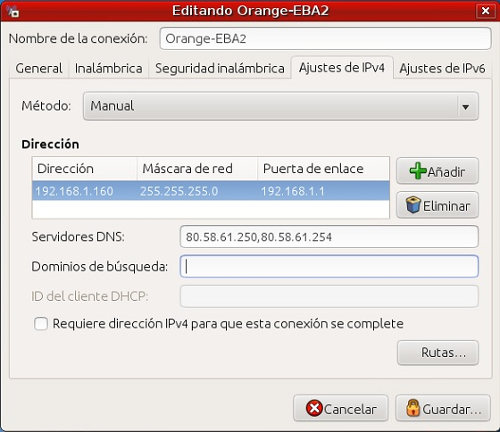 Editando Orange-EBA2
Nombre de la conexión: Orange-EBA2
General Inalámbrica Seguridad inalámbrica Ajustes de IPv4 Ajustes de IPv6
Método: Manual
Dirección
Dirección Máscara de red Puerta de enlace
192.168.1.160 255.255.255.0 192.168.1.1
Añadir
Eliminar
Servidores DNS: 80.58.61.250,80.58.61.254
Dominios de búsqueda:
ID del cliente DHCP:
Requiere dirección IPv4 para que esta conexión se complete
Rutas...
Cancelar Guardar...